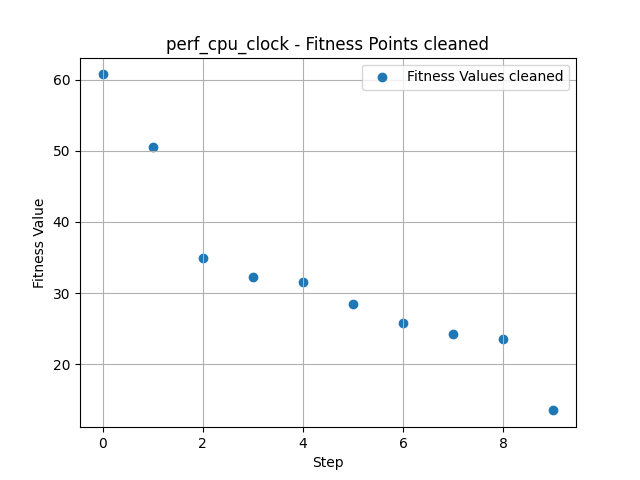 perf_cpu_clock - Fitness Points cleaned
Fitness Values cleaned
Fitness Value
60
50
40
30
20
0
2
4
6
8
Step